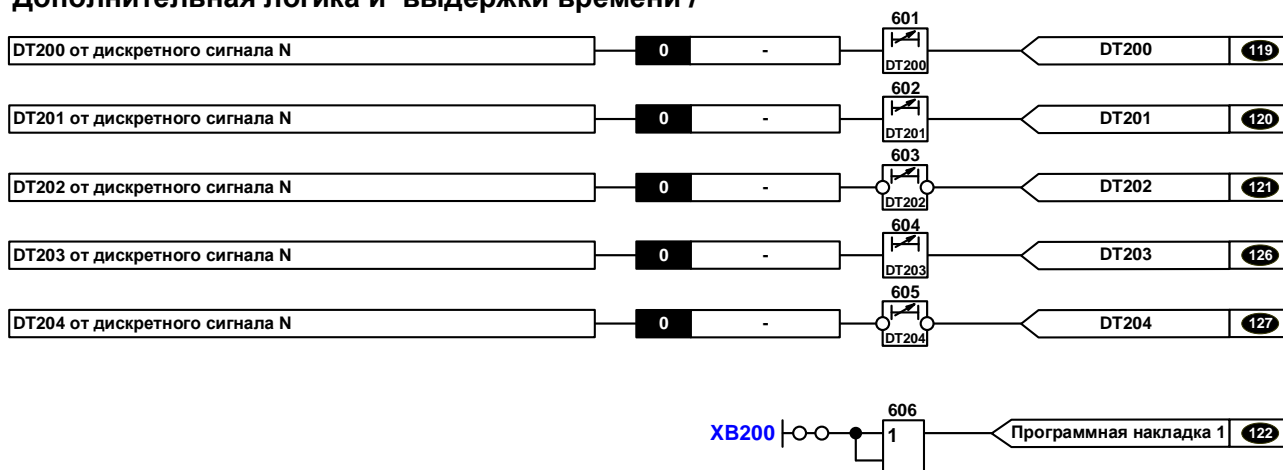 Дополнительная логика и выдержки времени /
601
DT200 от дискретного сигнала N 0 - DT200 DT200 119
602
DT201 от дискретного сигнала N 0 - DT201 DT201 120
603
DT202 от дискретного сигнала N 0 - DT202 DT202 121
604
DT203 от дискретного сигнала N 0 - DT203 DT203 126
605
DT204 от дискретного сигнала N 0 - DT204 DT204 127
606
XB200 1 Программная накладка 1 122